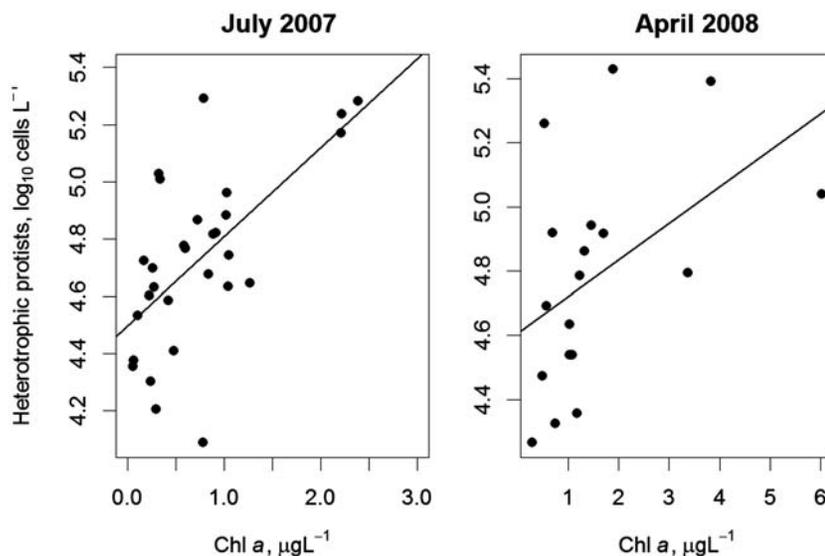 July 2007
April 2008
Heterotrophic protists, log₁₀ cells L⁻¹
5.4
5.2
5.0
4.8
4.6
4.4
4.2
0.0 1.0 2.0 3.0
Chl a, μgL⁻¹
5.4
5.2
5.0
4.8
4.6
4.4
1 2 3 4 5 6
Chl a, μgL⁻¹